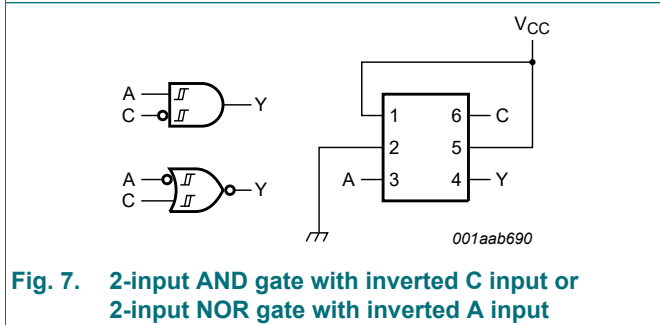 VCC
A
C
Y
A
C
Y
1
2
3
6
5
4
C
Y
A
001aab690
Fig. 7. 2-input AND gate with inverted C input or
2-input NOR gate with inverted A input